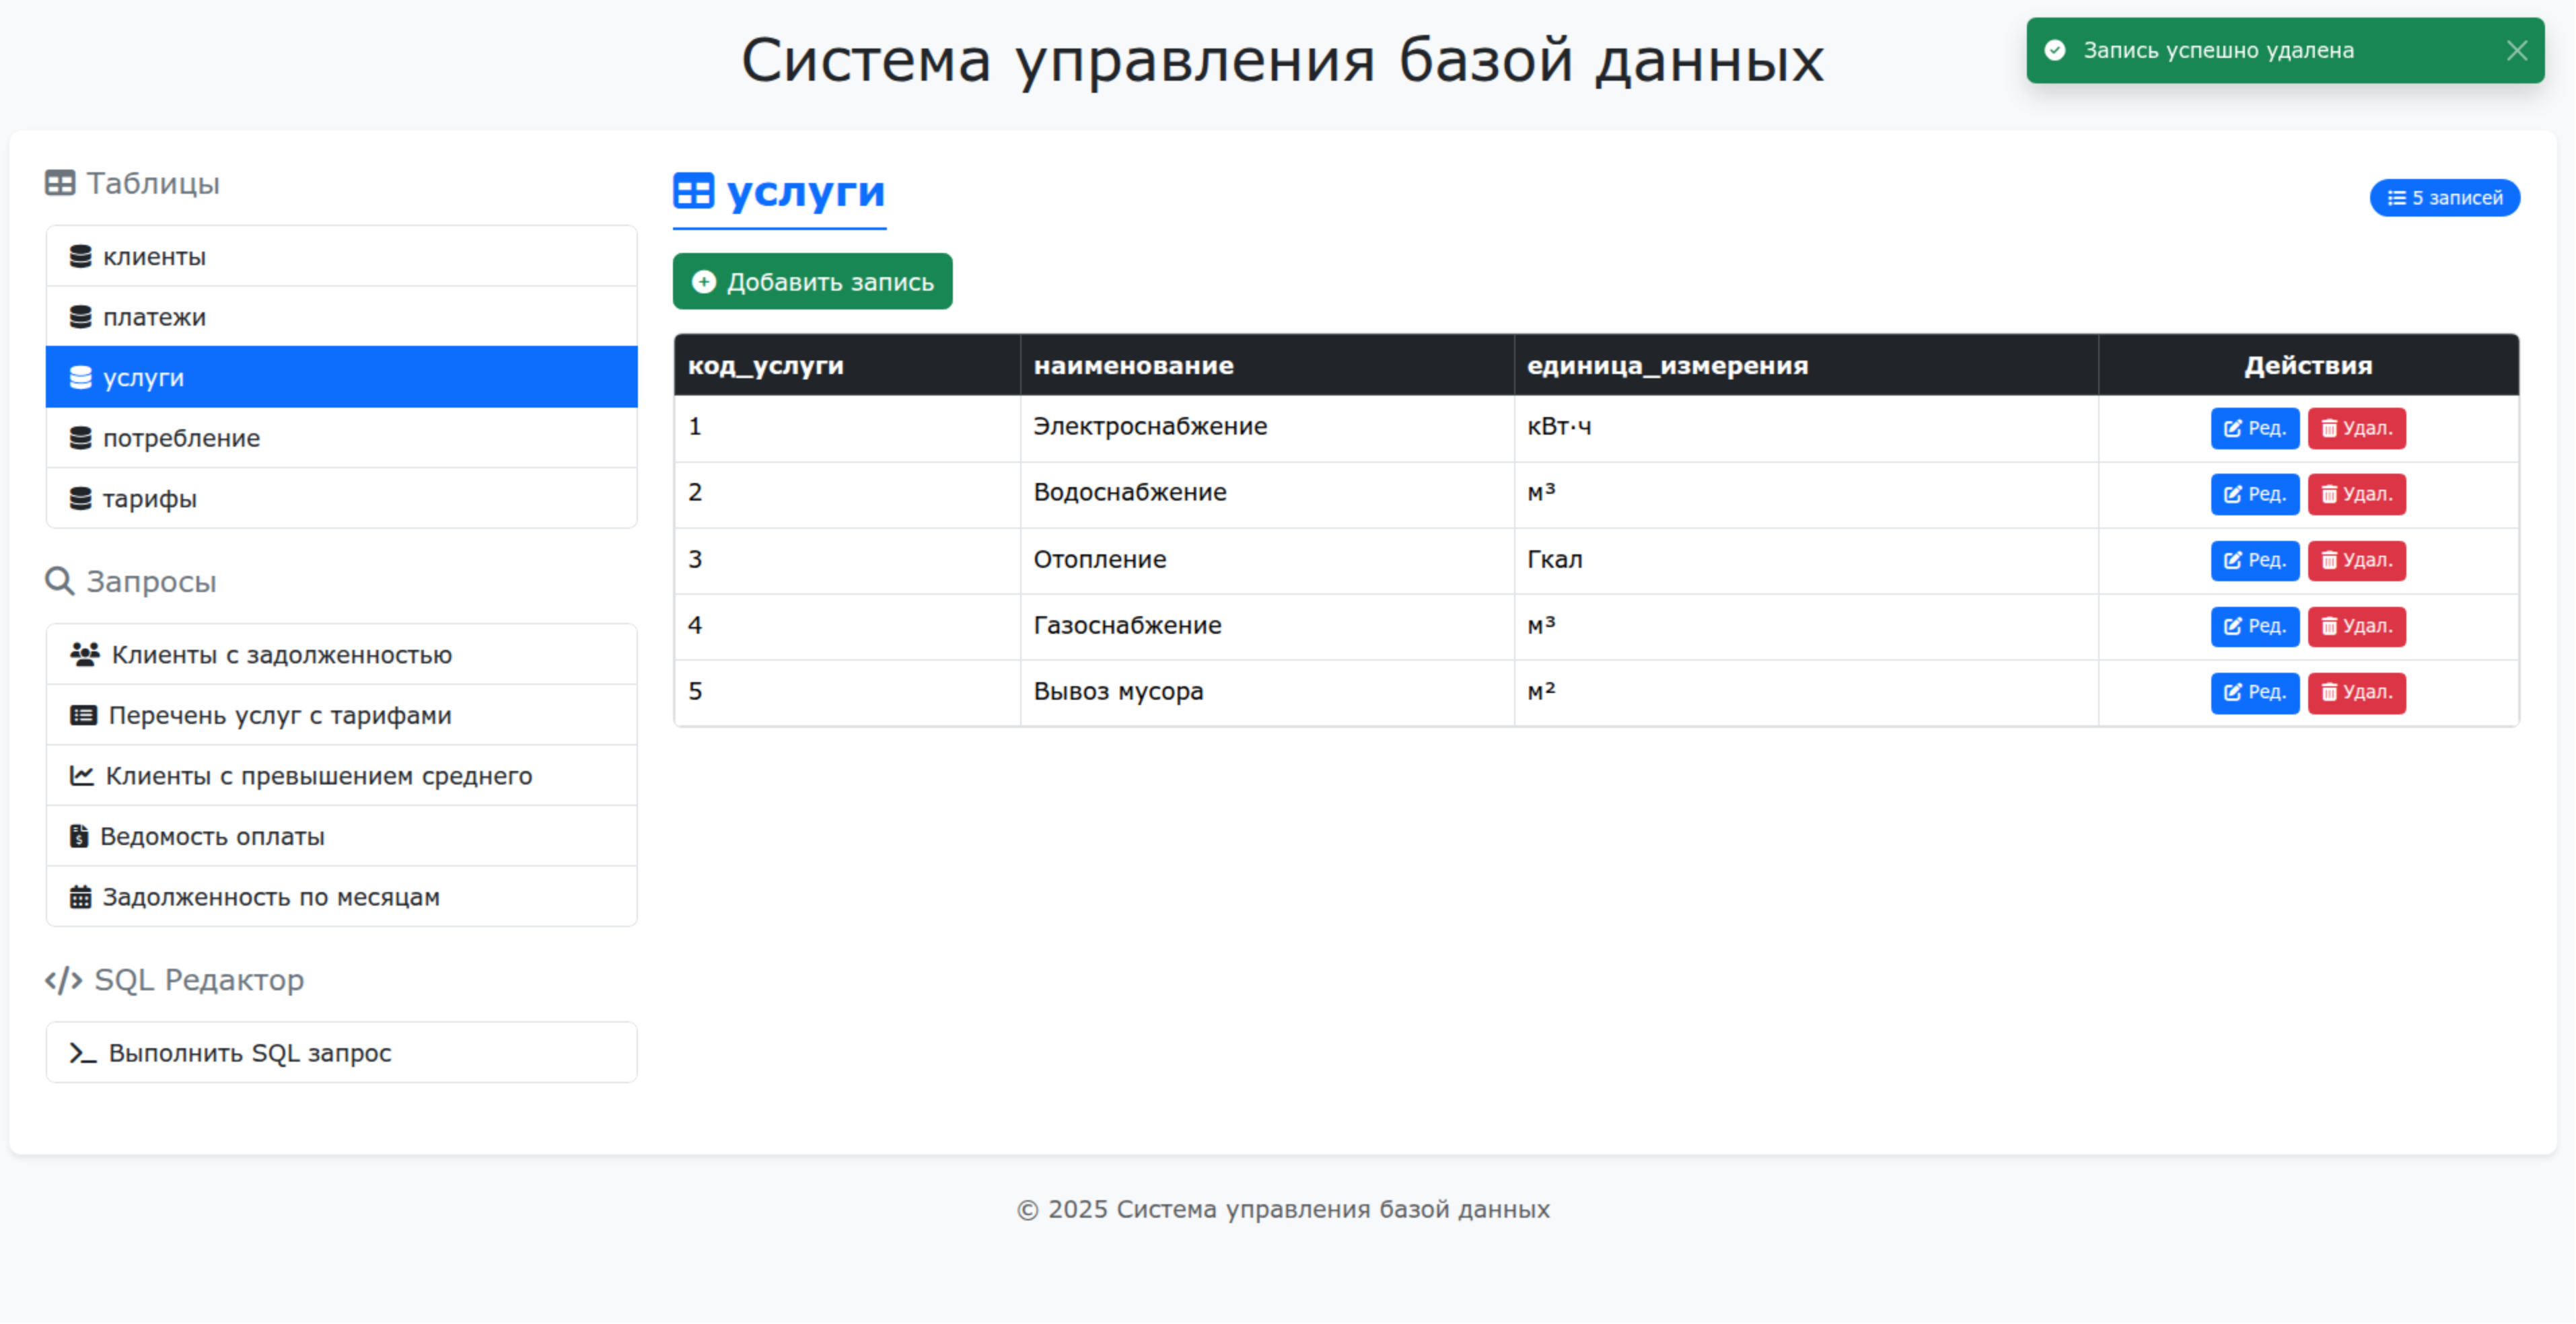 Система управления базой данных
Запись успешно удалена
Таблицы
клиенты
платежи
услуги
потребление
тарифы
Запросы
Клиенты с задолженностью
Перечень услуг с тарифами
Клиенты с превышением среднего
Ведомость оплаты
Задолженность по месяцам
SQL Редактор
Выполнить SQL запрос
услуги
5 записей
Добавить запись
код_услуги наименование единица_измерения Действия
1 Электроснабжение кВт·ч Ред. Удал.
2 Водоснабжение м³ Ред. Удал.
3 Отопление Гкал Ред. Удал.
4 Газоснабжение м³ Ред. Удал.
5 Вывоз мусора м² Ред. Удал.
© 2025 Система управления базой данных